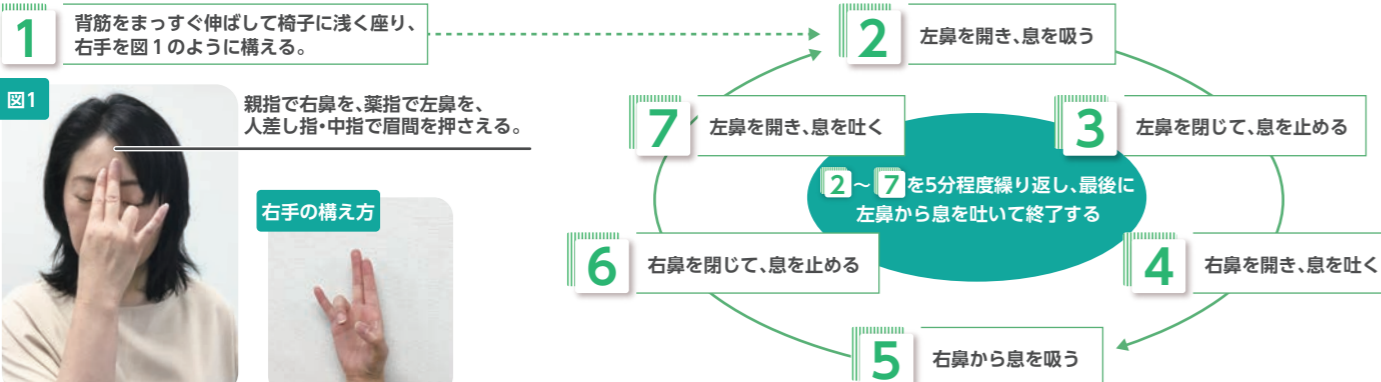 1
背筋をまっすぐ伸ばして椅子に浅く座り、
右手を図1のように構える。
図1
親指で右鼻を、薬指で左鼻を、
人差し指・中指で眉間を押さえる。
右手の構え方
2
左鼻を開き、息を吸う
3
左鼻を閉じて、息を止める
4
右鼻を開き、息を吐く
5
右鼻から息を吸う
6
右鼻を閉じて、息を止める
7
左鼻を開き、息を吐く
2～7を5分程度繰り返し、最後に
左鼻から息を吐いて終了する